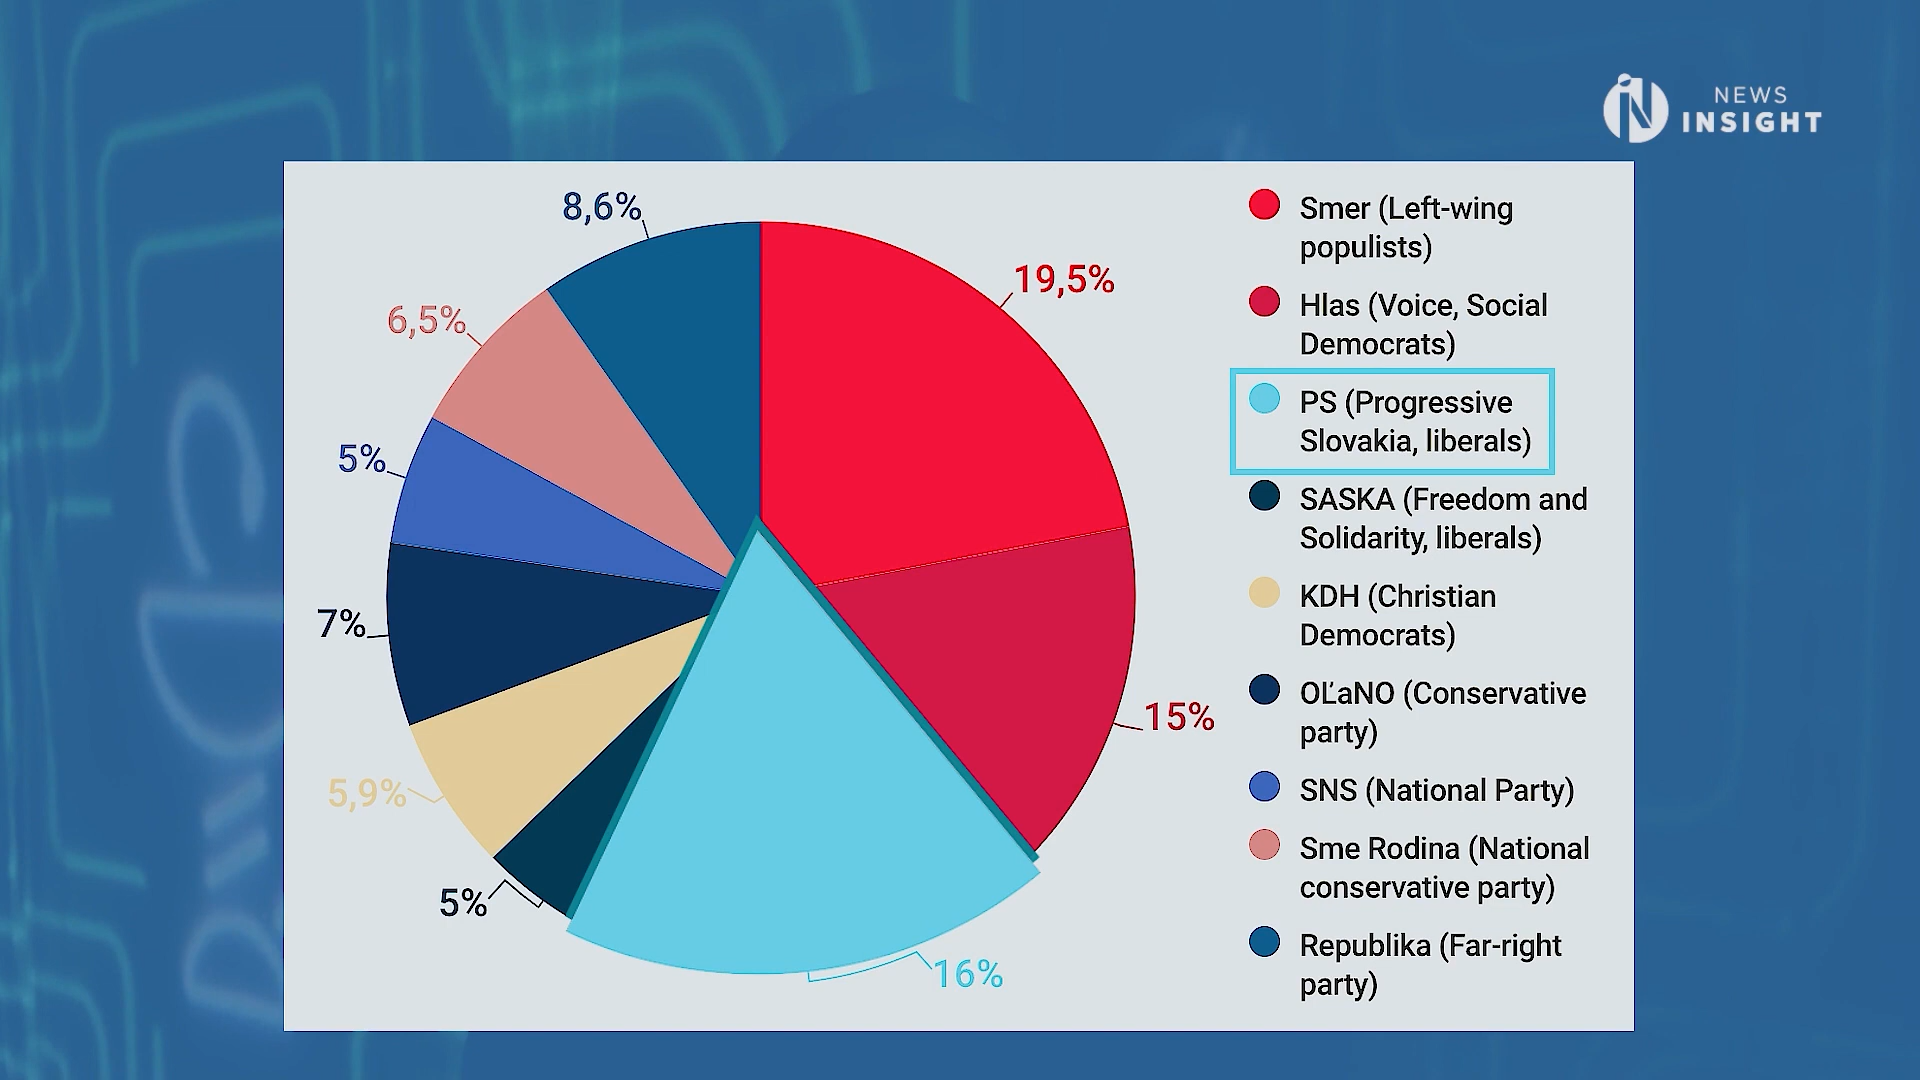 NEWS
INSIGHT
8,6%
19,5%
6,5%
5%
7%
15%
5,9%
5%
16%
Smer (Left-wing
populists)
Hlas (Voice, Social
Democrats)
PS (Progressive
Slovakia, liberals)
SASKA (Freedom and
Solidarity, liberals)
KDH (Christian
Democrats)
OĽaNO (Conservative
party)
SNS (National Party)
Sme Rodina (National
conservative party)
Republika (Far-right
party)